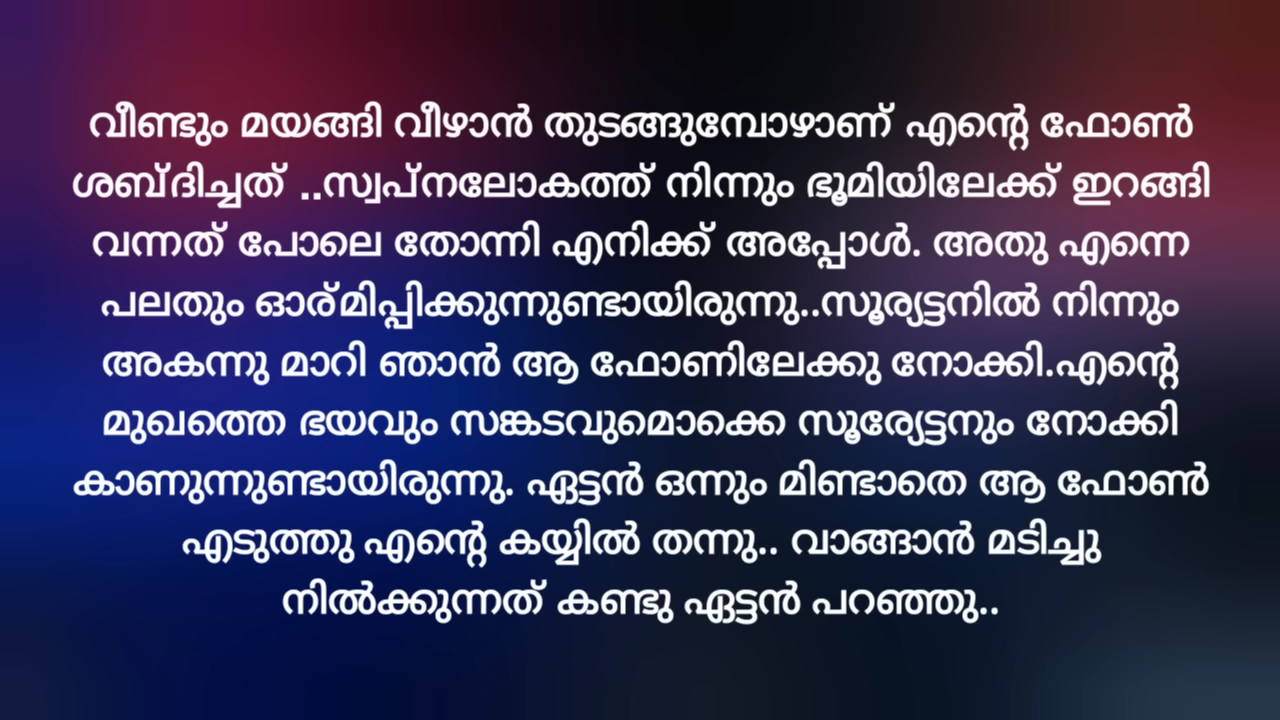 വീണ്ടും മയങ്ങി വീഴാൻ തുടങ്ങുമ്പോഴാണ് എന്റെ ഫോൺ
ശബ്ദിച്ചത് ..സ്വപ്നലോകത്ത് നിന്നും ഭൂമിയിലേക്ക് ഇറങ്ങി
വന്നത് പോലെ തോന്നി എനിക്ക് അപ്പോൾ. അതു എന്നെ
പലതും ഓര്‌മിപ്പിക്കുന്നുണ്ടായിരുന്നു..സൂര്യട്ടനിൽ നിന്നും
അകന്നു മാറി ഞാൻ ആ ഫോണിലേക്കു നോക്കി.എന്റെ
മുഖത്തെ ഭയവും സങ്കടവുമൊക്കെ സൂര്യേട്ടനും നോക്കി
കാണുന്നുണ്ടായിരുന്നു. ഏട്ടൻ ഒന്നും മിണ്ടാതെ ആ ഫോൺ
എടുത്തു എന്റെ കയ്യിൽ തന്നു.. വാങ്ങാൻ മടിച്ചു
നിൽക്കുന്നത് കണ്ടു ഏട്ടൻ പറഞ്ഞു..